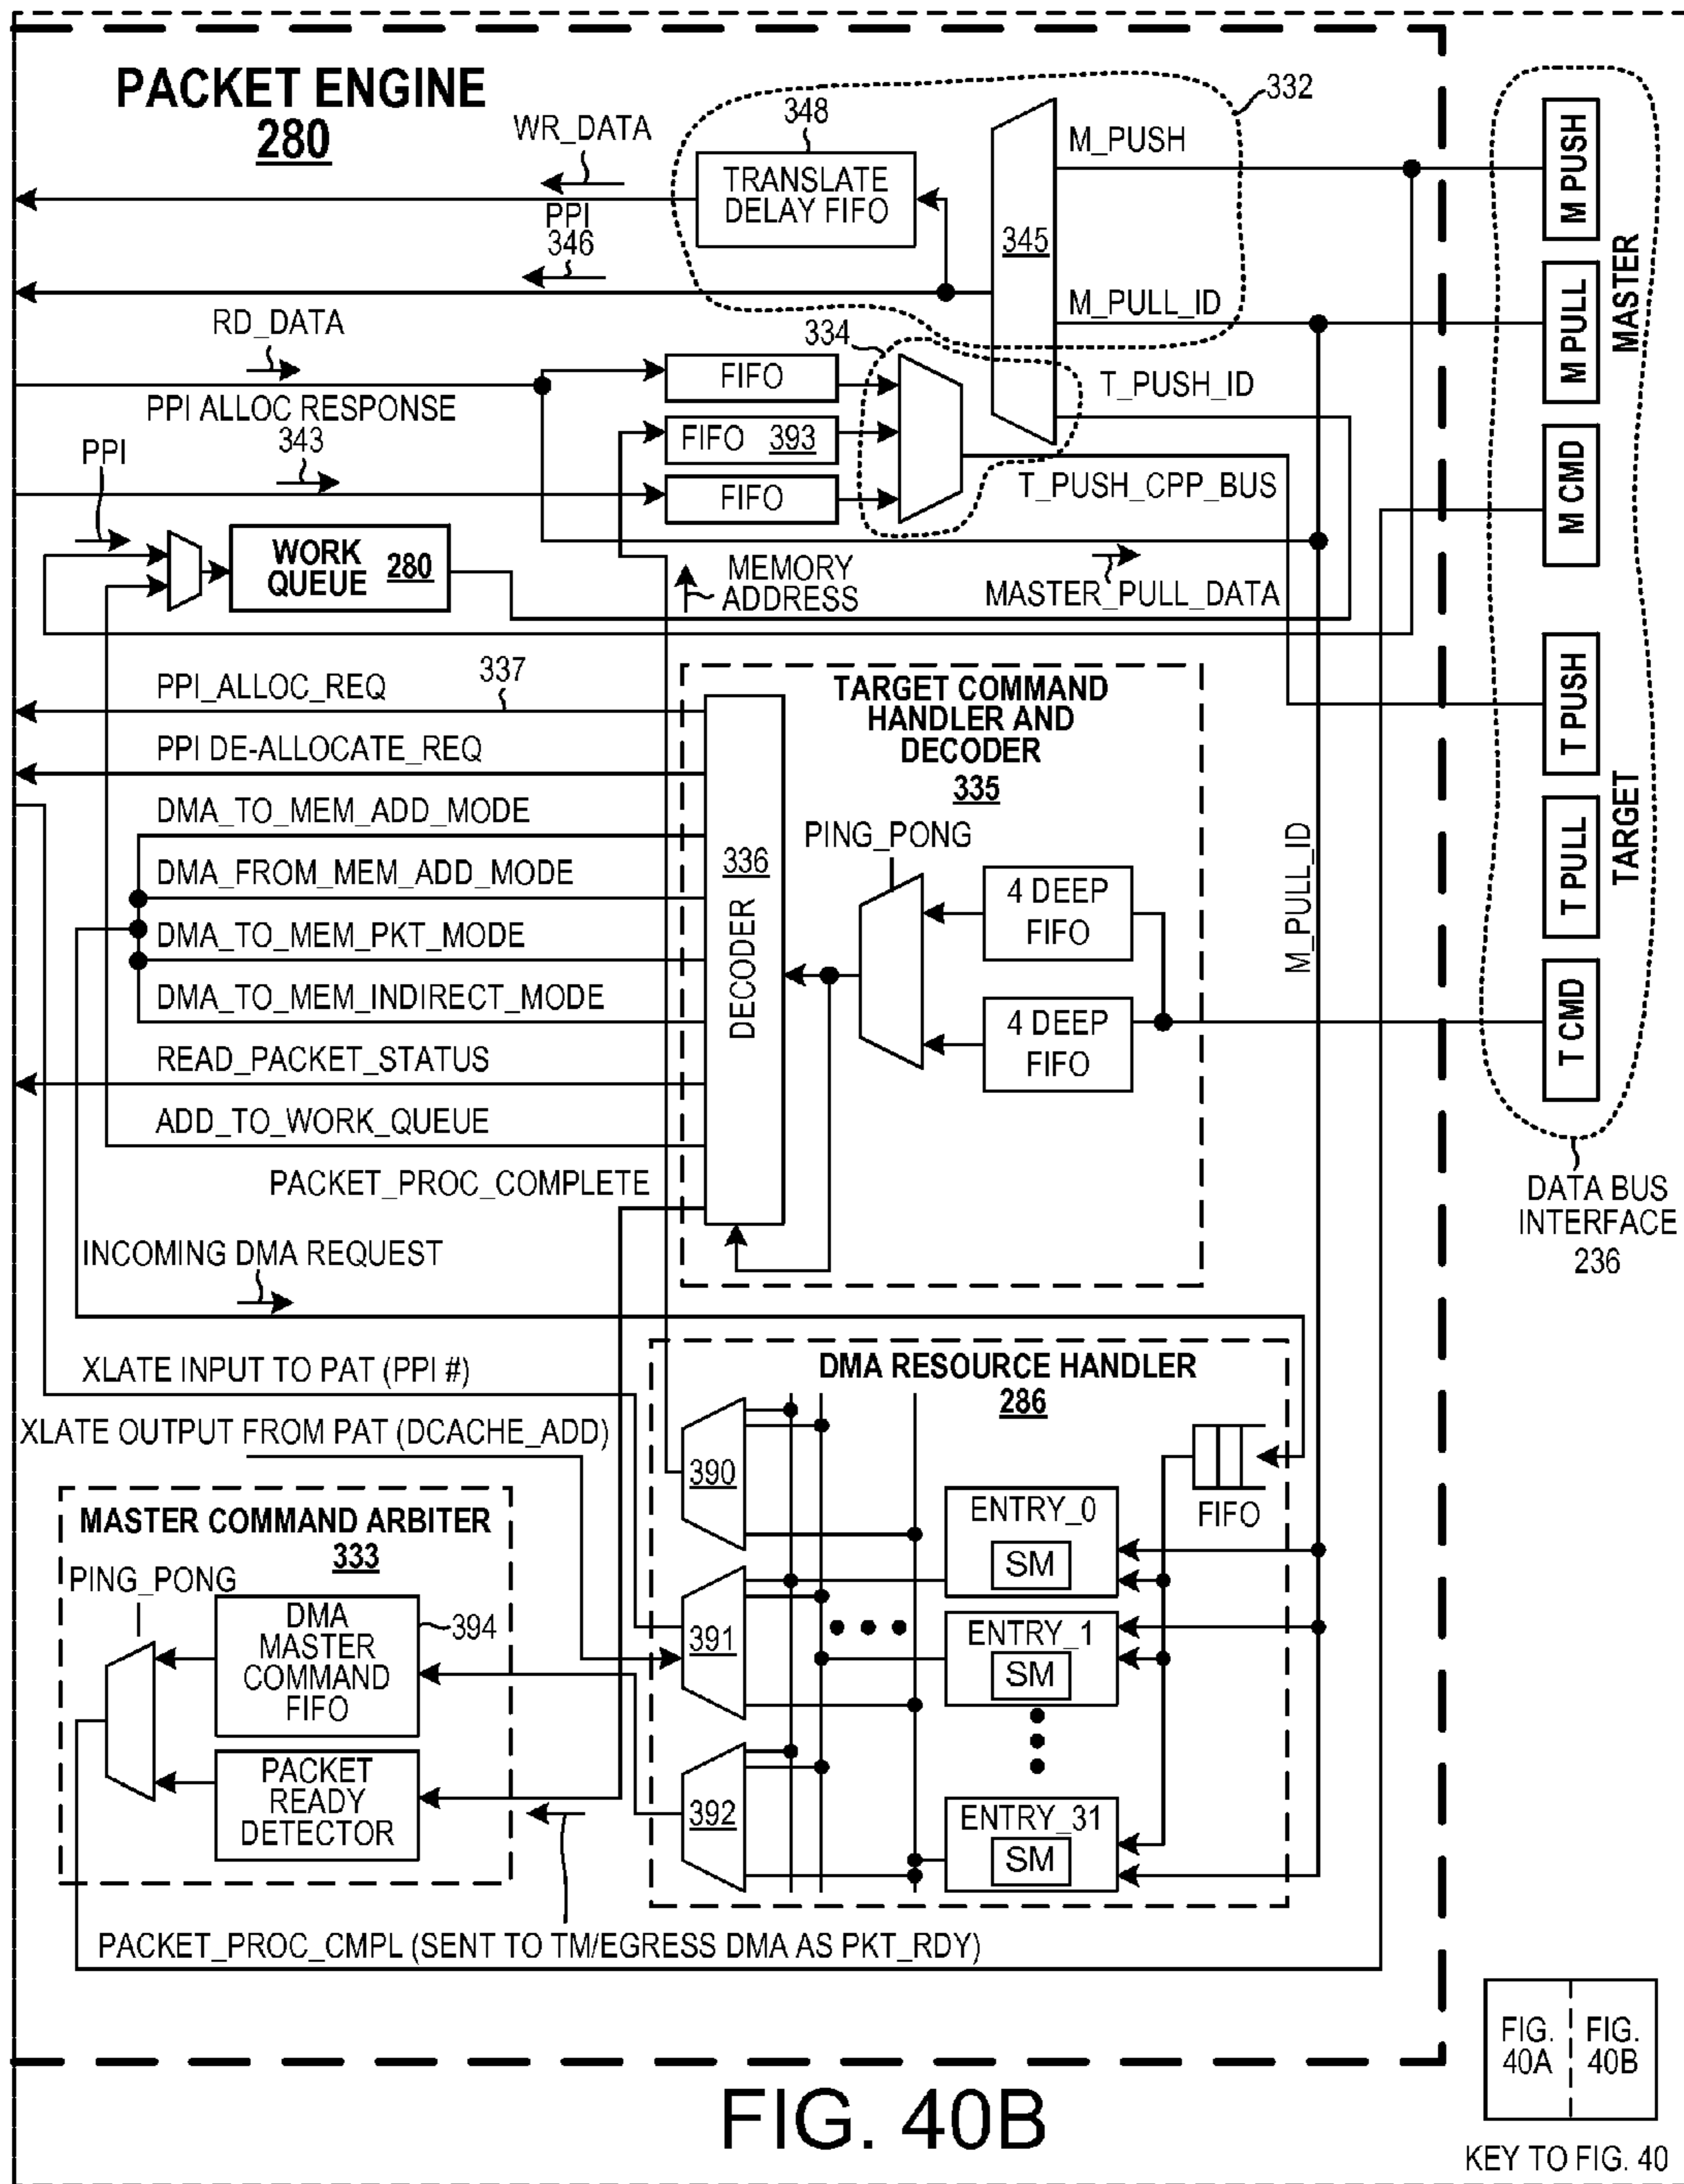 PACKET ENGINE
280
WR_DATA
348
332
M_PUSH
M PUSH
TRANSLATE
DELAY FIFO
PPI
346
345
M_PULL_ID
M PULL
MASTER
RD_DATA
334
FIFO
T_PUSH_ID
PPI ALLOC RESPONSE
343
FIFO 393
PPI
FIFO
T_PUSH_CPP_BUS
M CMD
WORK
QUEUE 280
MEMORY
ADDRESS
MASTER_PULL_DATA
PPI_ALLOC_REQ
337
TARGET COMMAND
HANDLER AND
DECODER
335
T PUSH
PPI DE-ALLOCATE_REQ
DMA_TO_MEM_ADD_MODE
PING_PONG
M_PULL_ID
T PULL
TARGET
336
DECODER
DMA_FROM_MEM_ADD_MODE
4 DEEP
FIFO
DMA_TO_MEM_PKT_MODE
DMA_TO_MEM_INDIRECT_MODE
4 DEEP
FIFO
T CMD
READ_PACKET_STATUS
ADD_TO_WORK_QUEUE
PACKET_PROC_COMPLETE
DATA BUS
INTERFACE
236
INCOMING DMA REQUEST
XLATE INPUT TO PAT (PPI #)
DMA RESOURCE HANDLER
286
XLATE OUTPUT FROM PAT (DCACHE_ADD)
390
ENTRY_0
SM
FIFO
MASTER COMMAND ARBITER
333
PING_PONG
DMA
MASTER
COMMAND
FIFO
394
391
ENTRY_1
SM
PACKET
READY
DETECTOR
392
ENTRY_31
SM
PACKET_PROC_CMPL (SENT TO TM/EGRESS DMA AS PKT_RDY)
FIG.
40A
FIG.
40B
FIG. 40B
KEY TO FIG. 40